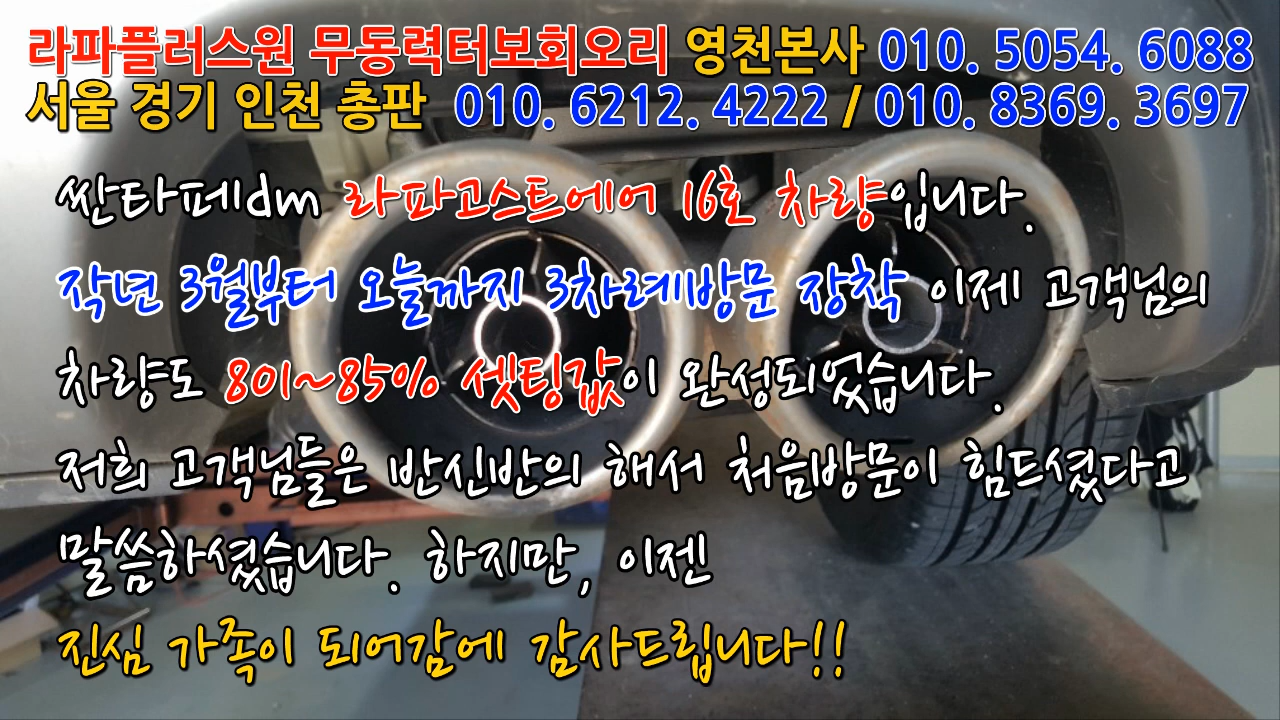 라파플러스원 무동력터보회오리 영천본사 010. 5054. 6088
서울 경기 인천 총판 010. 6212. 4222 / 010. 8369. 3697
싼타페dm 라파고스트에어 16호 차량입니다.
작년 3월부터 오늘까지 3차례방문 장착 이제 고객님의
차량도 80l~85% 셋팅값이 완성되었습니다.
저희 고객님들은 반신반의 해서 처음방문이 힘드셨다고
말씀하셨습니다. 하지만, 이젠
진심 가족이 되어감에 감사드립니다!!